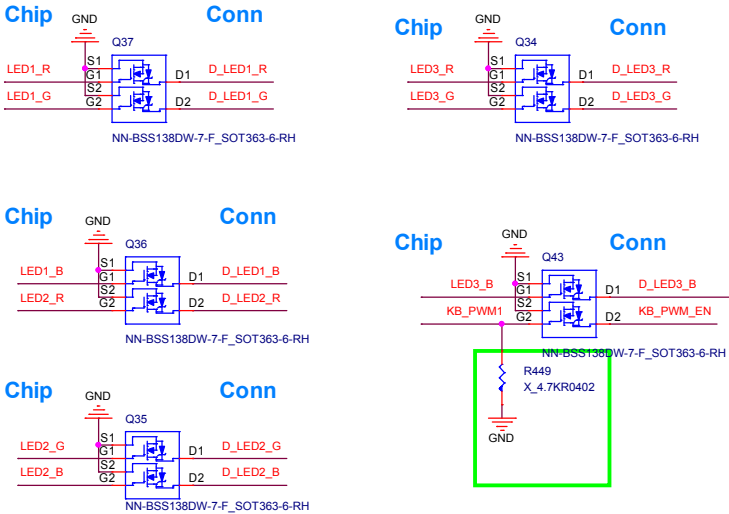 Chip
GND
Conn
Q37
S1
LED1_R
G1
D1
D_LED1_R
S2
LED1_G
G2
D2
D_LED1_G
NN-BSS138DW-7-F_SOT363-6-RH
Chip
GND
Conn
Q34
S1
LED3_R
G1
D1
D_LED3_R
S2
LED3_G
G2
D2
D_LED3_G
NN-BSS138DW-7-F_SOT363-6-RH
Chip
GND
Conn
Q36
S1
LED1_B
G1
D1
D_LED1_B
S2
LED2_R
G2
D2
D_LED2_R
NN-BSS138DW-7-F_SOT363-6-RH
Chip
GND
Conn
Q43
S1
LED3_B
G1
D1
D_LED3_B
S2
KB_PWM1
G2
D2
KB_PWM_EN
NN-BSS138DW-7-F_SOT363-6-RH
R449
X_4.7KR0402
GND
Chip
GND
Conn
Q35
S1
LED2_G
G1
D1
D_LED2_G
S2
LED2_B
G2
D2
D_LED2_B
NN-BSS138DW-7-F_SOT363-6-RH